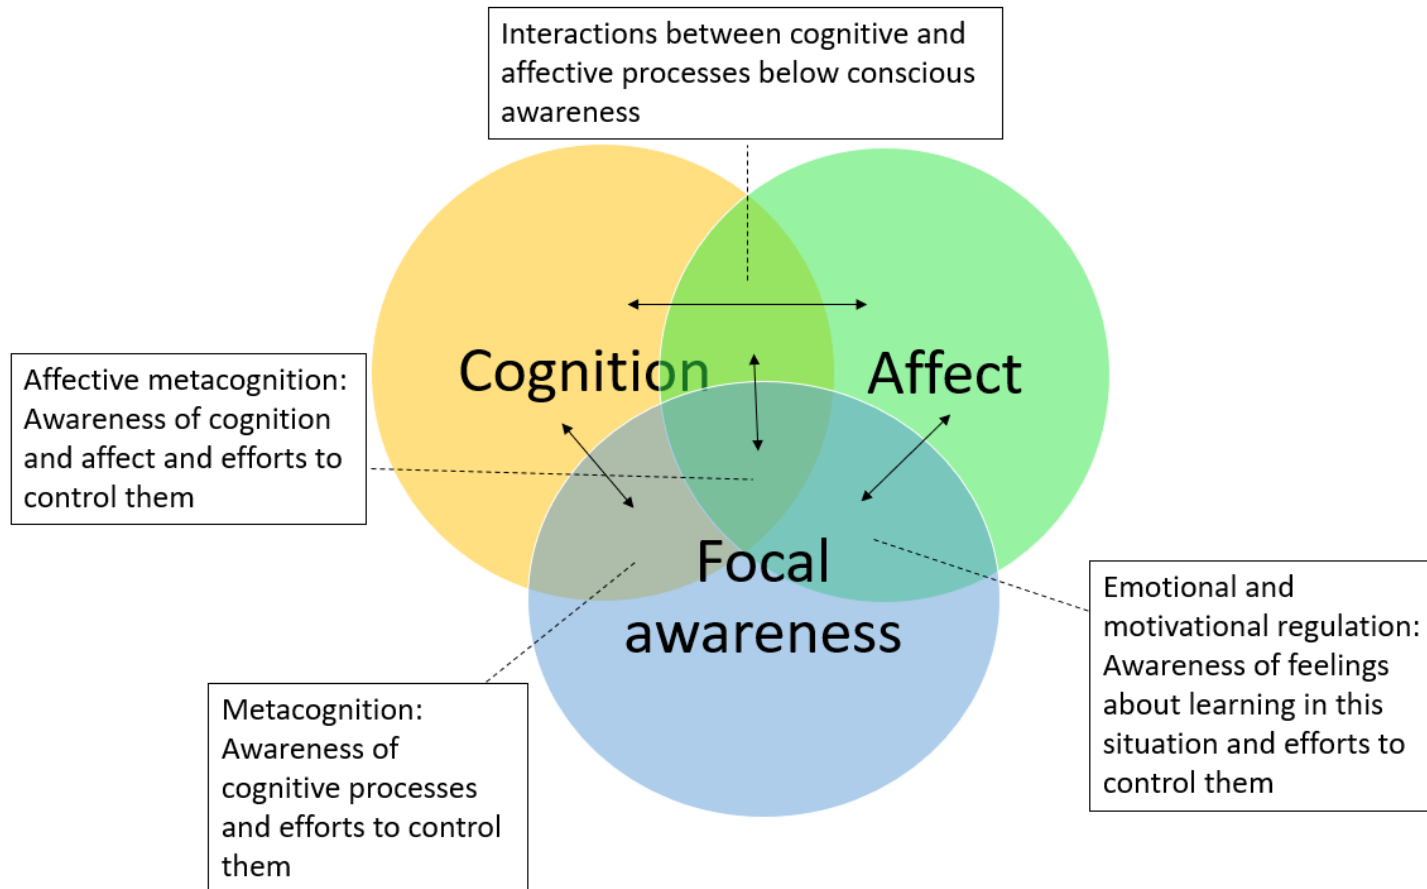 Interactions between cognitive and
affective processes below conscious
awareness
Cognition
Affect
Affective metacognition:
Awareness of cognition
and affect and efforts to
control them
Focal
awareness
Emotional and
motivational regulation:
Awareness of feelings
about learning in this
situation and efforts to
control them
Metacognition:
Awareness of
cognitive processes
and efforts to control
them